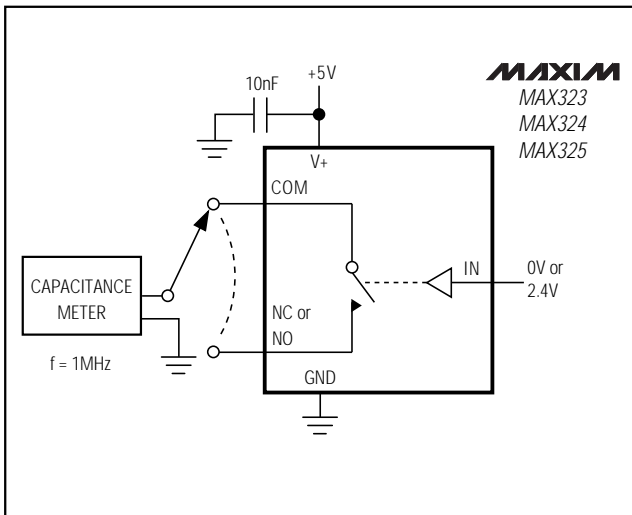 +5V
10nF
MAXIM
MAX323
MAX324
MAX325
V+
COM
IN
0V or
2.4V
CAPACITANCE
METER
NC or
NO
f = 1MHz
GND